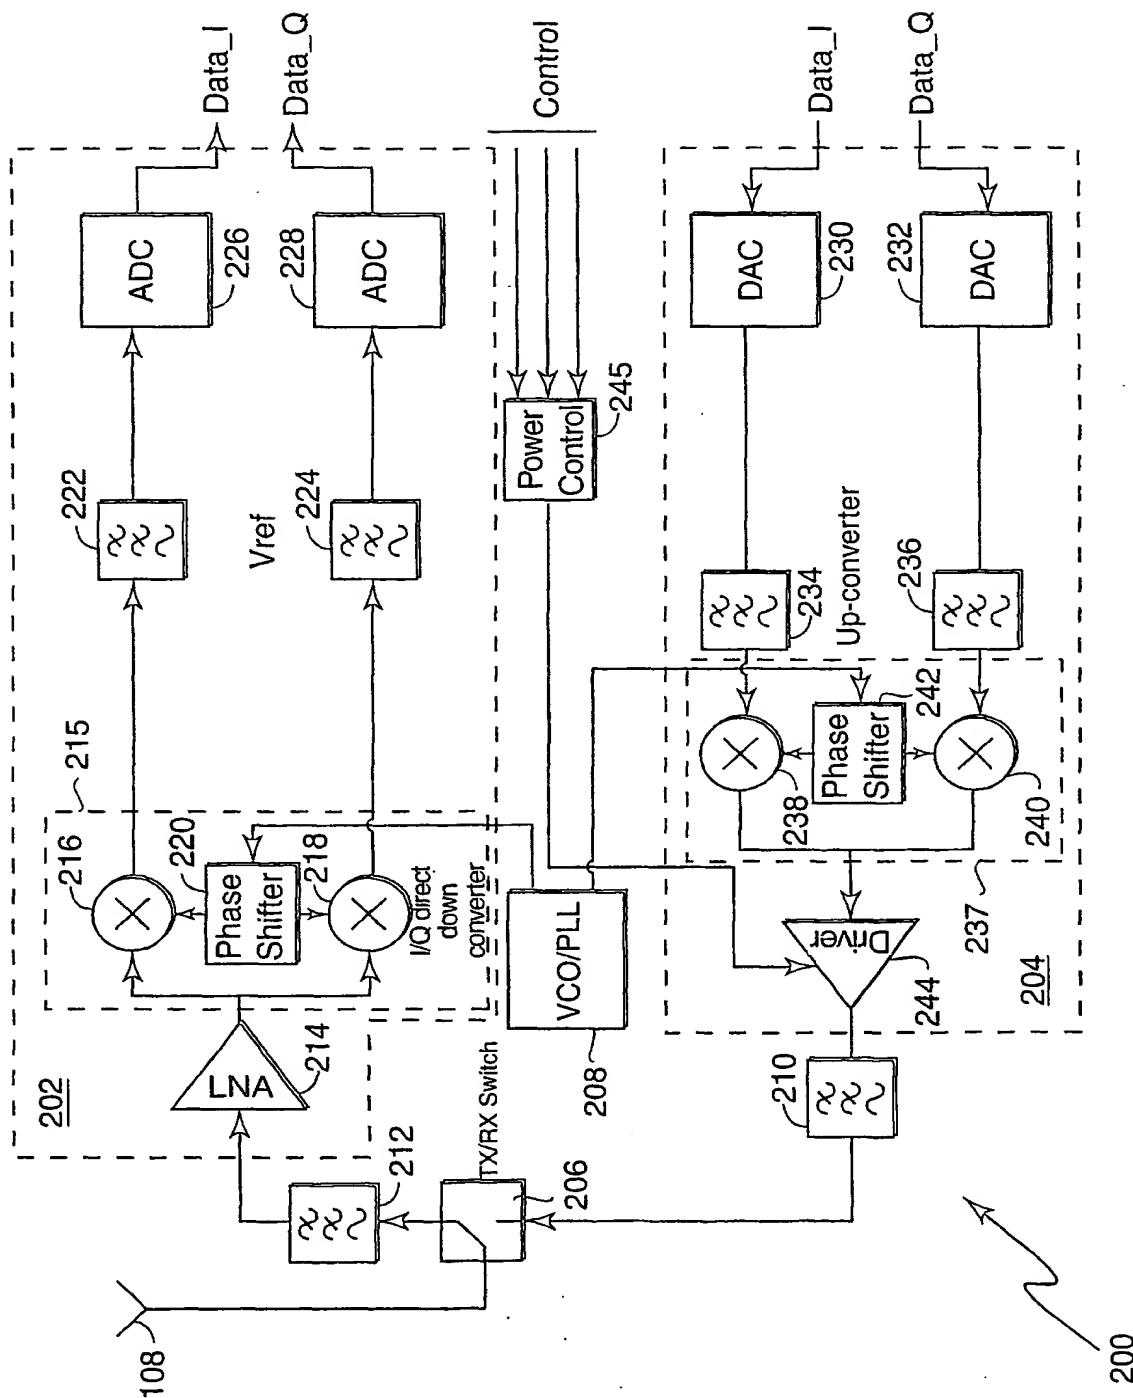 202
LNA
214
215
216
220
Phase
Shifter
218
I/Q direct
down
converter
222
Vref
224
ADC
226
228
ADC
Data_I
Data_Q
108
212
TX/RX Switch
206
VCO/PLL
208
Power
Control
245
Control
210
204
Driver
244
237
238
Phase
Shifter
242
240
Up-converter
234
236
DAC
230
232
DAC
Data_I
Data_Q
200